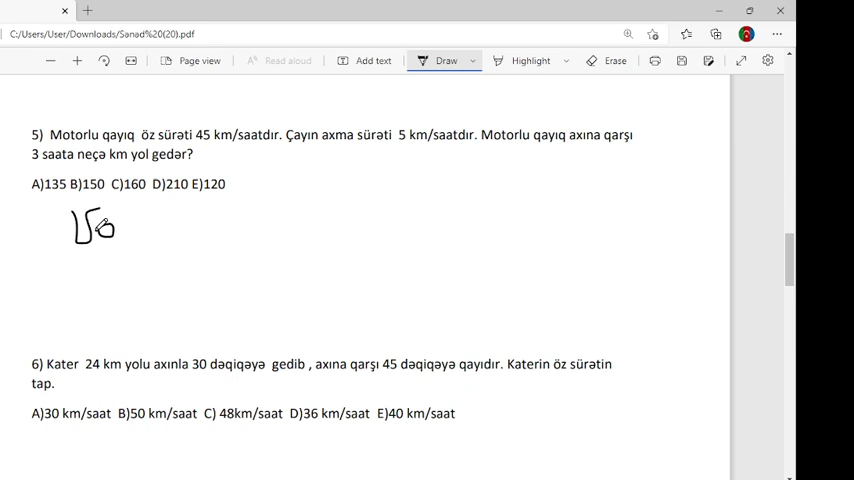 C:/Users/User/Downloads/Sənəd%20(20).pdf
Page view
Read aloud
Add text
Draw
Highlight
Erase
5) Motorlu qayıq öz sürəti 45 km/saatdır. Çayın axma sürəti 5 km/saatdır. Motorlu qayıq axına qarşı
3 saata neçə km yol gedər?
A)135 B)150 C)160 D)210 E)120
6) Kater 24 km yolu axınla 30 dəqiqəyə gedib , axına qarşı 45 dəqiqəyə qayıdır. Katerin öz sürətin
tap.
A)30 km/saat B)50 km/saat C) 48km/saat D)36 km/saat E)40 km/saat